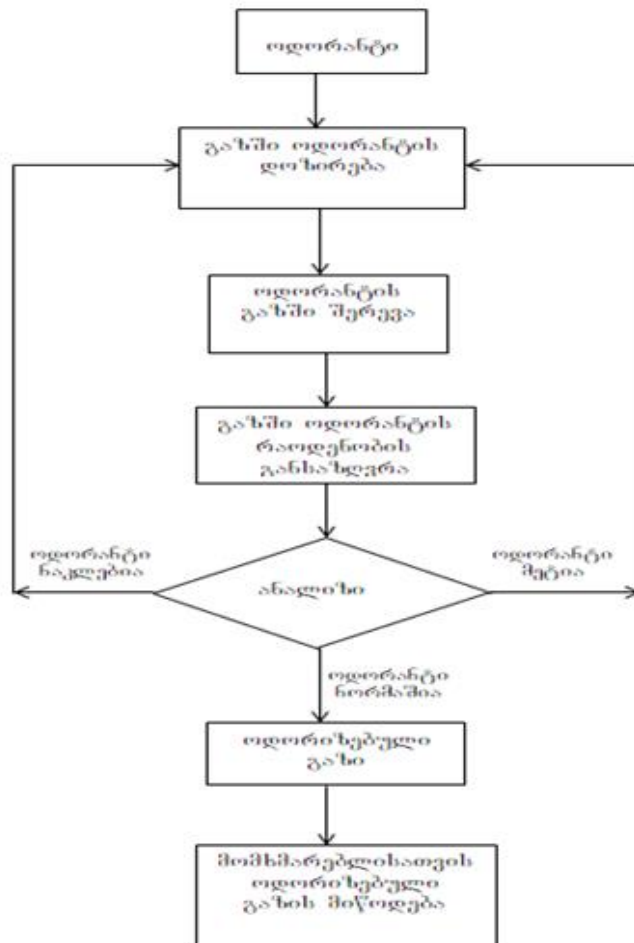 ოდორანტი
გაზში ოდორანტის
დოზირება
ოდორანტის
გაზში შერევა
გაზში ოდორანტის
რაოდენობის
განსაზღვრა
ოდორანტი
ნაკლებია
ანალიზი
ოდორანტი
მეტია
ოდორანტი
ნორმაშია
ოდორიზებული
გაზი
მომხმარებლისათვის
ოდორიზებული
გაზის მიწოდება